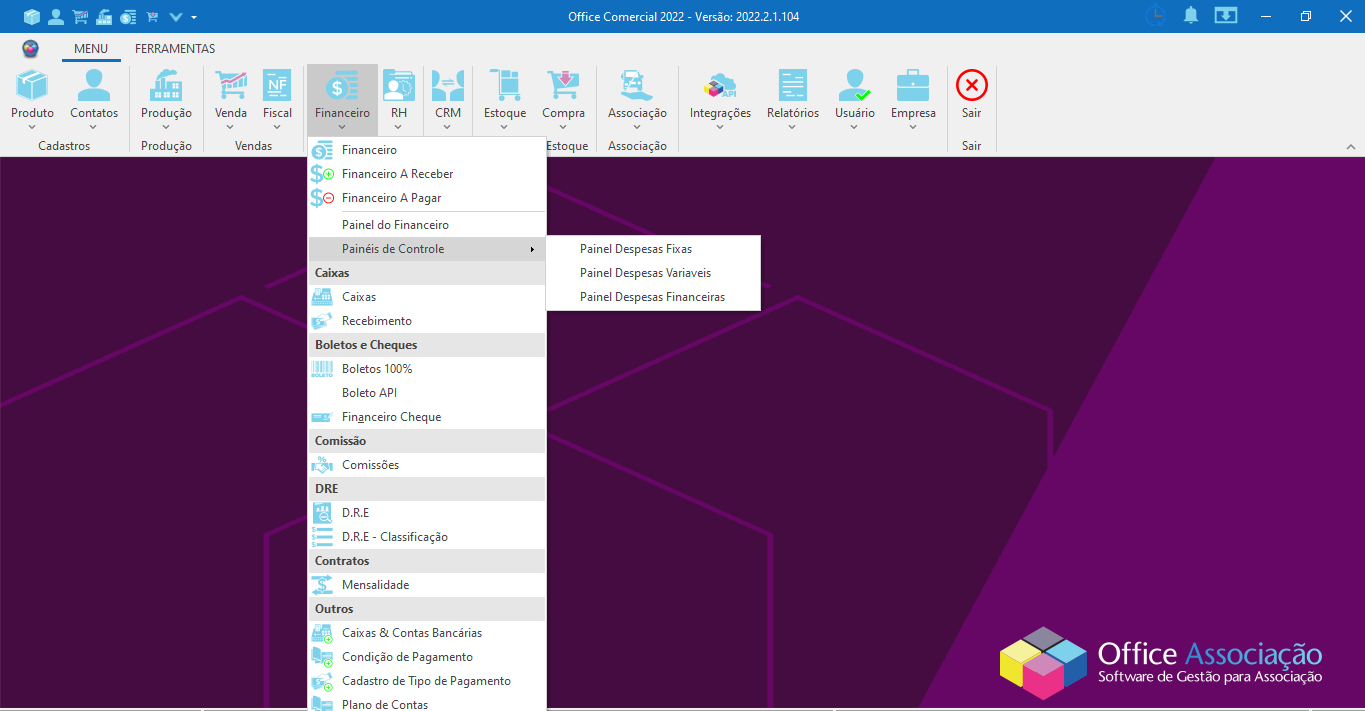 Office Comercial 2022 - Versão: 2022.2.1.104
MENU FERRAMENTAS
Produto Contatos Produção Venda Fiscal Financeiro RH CRM Estoque Compra Associação Integrações Relatórios Usuário Empresa Sair
Cadastros Produção Vendas Estoque Associação Sair
Financeiro
Financeiro A Receber
Financeiro A Pagar
Painel do Financeiro
Painéis de Controle
Painel Despesas Fixas
Painel Despesas Variaveis
Painel Despesas Financeiras
Caixas
Caixas
Recebimento
Boletos e Cheques
Boletos 100%
Boleto API
Financeiro Cheque
Comissão
Comissões
DRE
D.R.E
D.R.E - Classificação
Contratos
Mensalidade
Outros
Caixas & Contas Bancárias
Condição de Pagamento
Cadastro de Tipo de Pagamento
Plano de Contas
Office Associação
Software de Gestão para Associação
NF
API
BOLETO